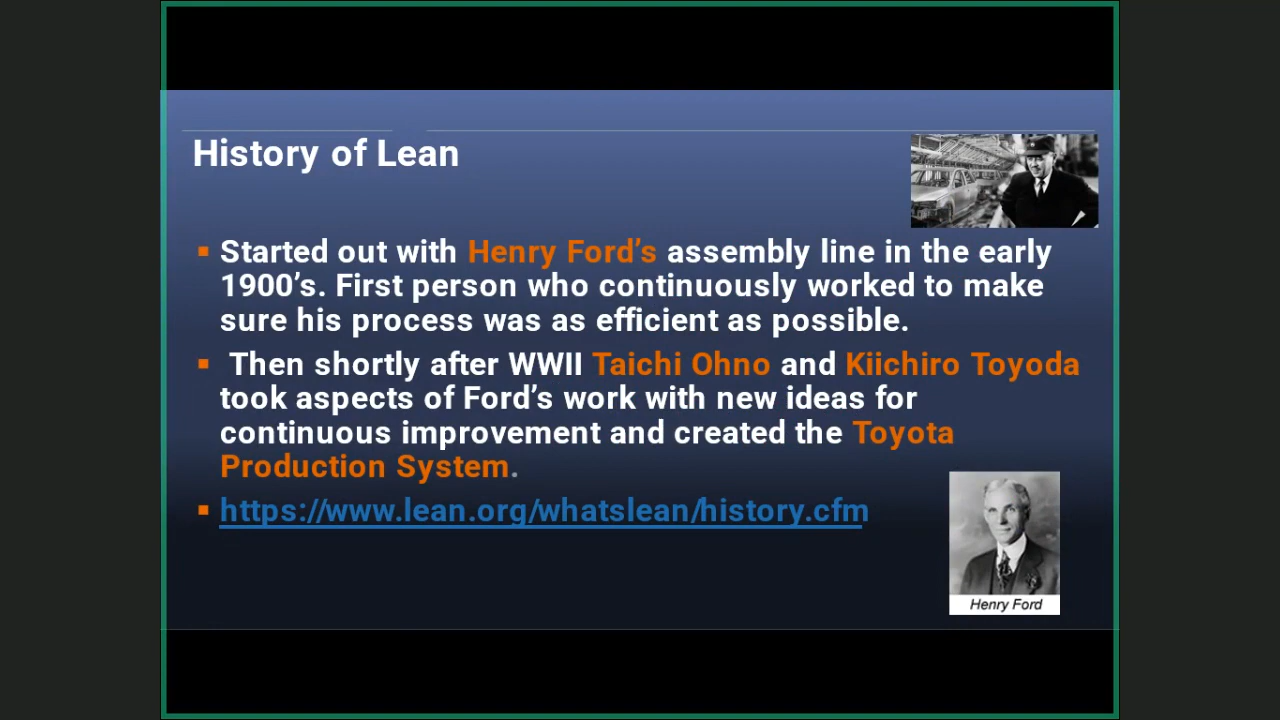 History of Lean
▪ Started out with Henry Ford’s assembly line in the early
1900’s. First person who continuously worked to make
sure his process was as efficient as possible.
▪ Then shortly after WWII Taichi Ohno and Kiichiro Toyoda
took aspects of Ford’s work with new ideas for
continuous improvement and created the Toyota
Production System.
▪ https://www.lean.org/whatslean/history.cfm
Henry Ford